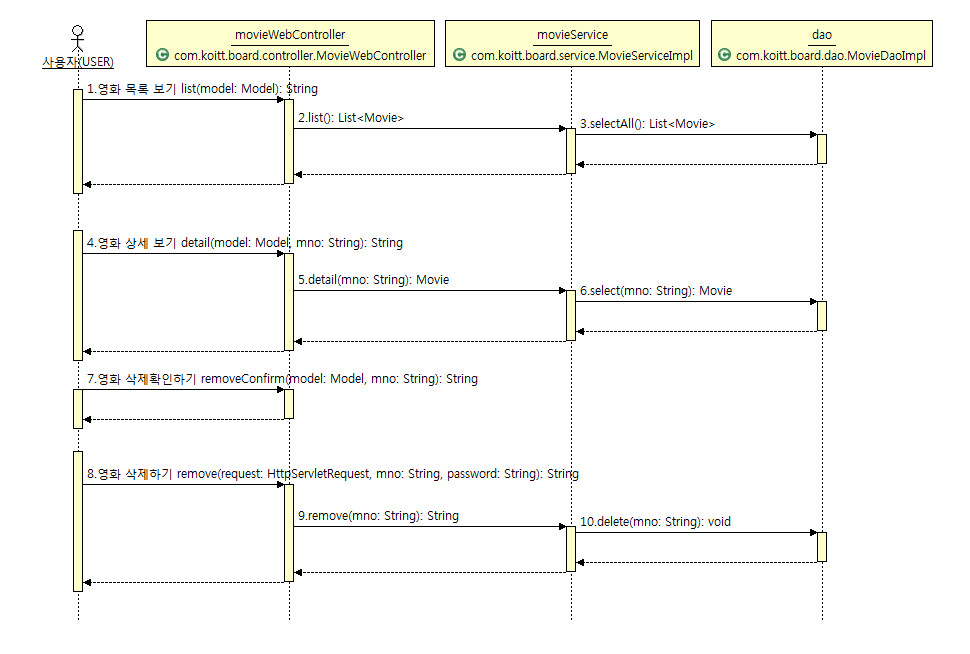 movieWebController
com.koitt.board.controller.MovieWebController
movieService
com.koitt.board.service.MovieServiceImpl
dao
com.koitt.board.dao.MovieDaoImpl
사용자(USER)
1.영화 목록 보기 list(model: Model): String
2.list(): List<Movie>
3.selectAll(): List<Movie>
4.영화 상세 보기 detail(model: Model, mno: String): String
5.detail(mno: String): Movie
6.select(mno: String): Movie
7.영화 삭제확인하기 removeConfirm(model: Model, mno: String): String
8.영화 삭제하기 remove(request: HttpServletRequest, mno: String, password: String): String
9.remove(mno: String): String
10.delete(mno: String): void